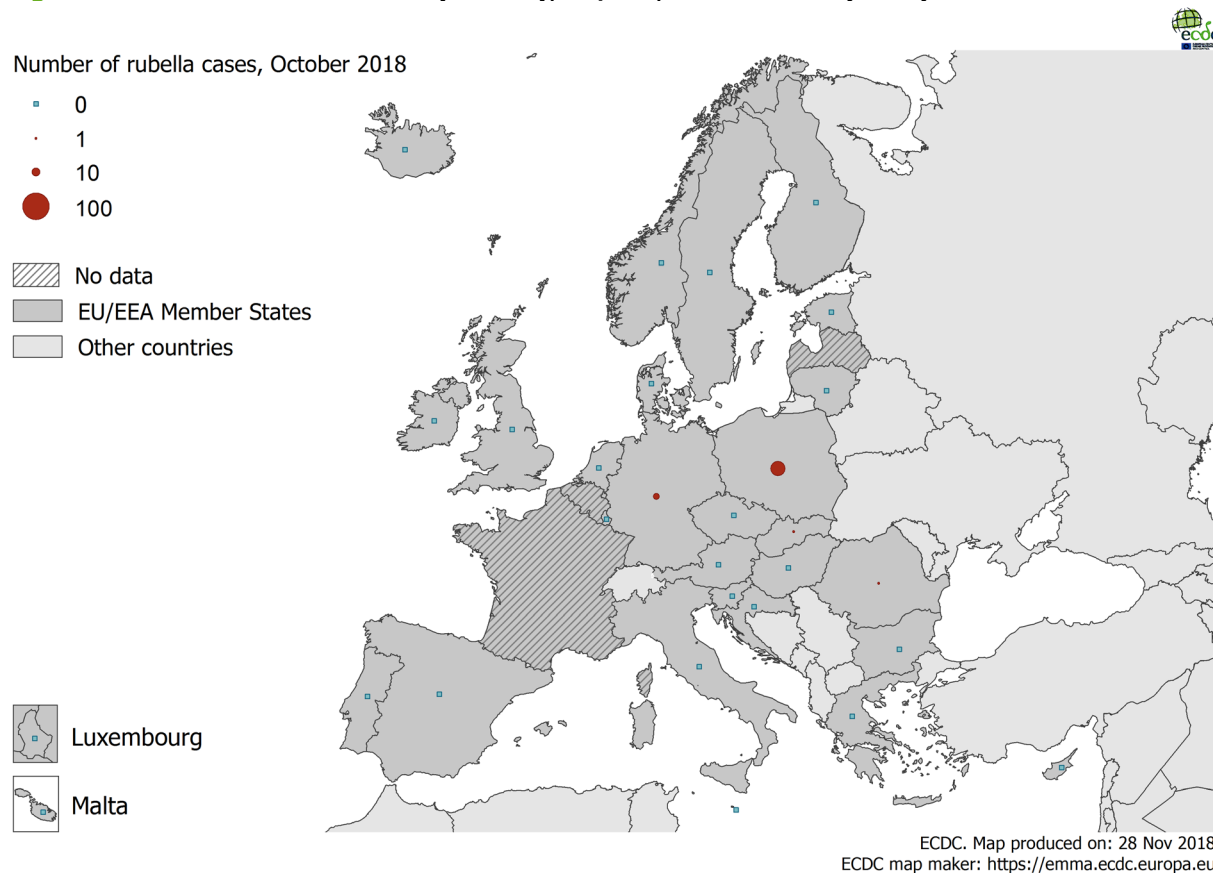 ecdc
Number of rubella cases, October 2018
0
1
10
100
No data
EU/EEA Member States
Other countries
Luxembourg
Malta
ECDC. Map produced on: 28 Nov 2018
ECDC map maker: https://emma.ecdc.europa.eu